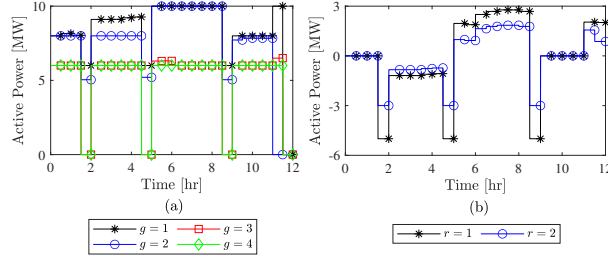 Active Power [MW]
10
5
0
0 2 4 6 8 10 12
Time [hr]
(a)
g = 1
g = 3
g = 2
g = 4
Active Power [MW]
3
0
-3
-6
0 2 4 6 8 10 12
Time [hr]
(b)
r = 1
r = 2